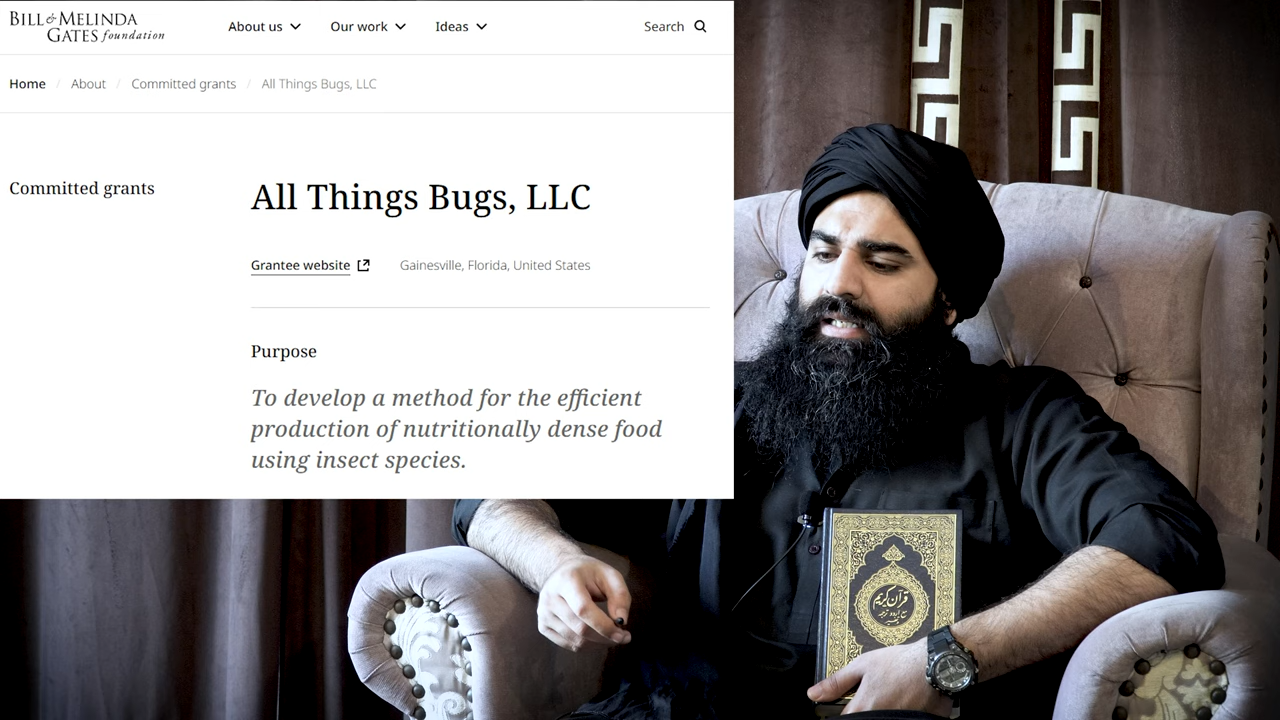 BILL & MELINDA
GATES foundation
About us
Our work
Ideas
Search
Home / About / Committed grants / All Things Bugs, LLC
Committed grants
All Things Bugs, LLC
Grantee website
Gainesville, Florida, United States
Purpose
To develop a method for the efficient
production of nutritionally dense food
using insect species.
قرآن کریم